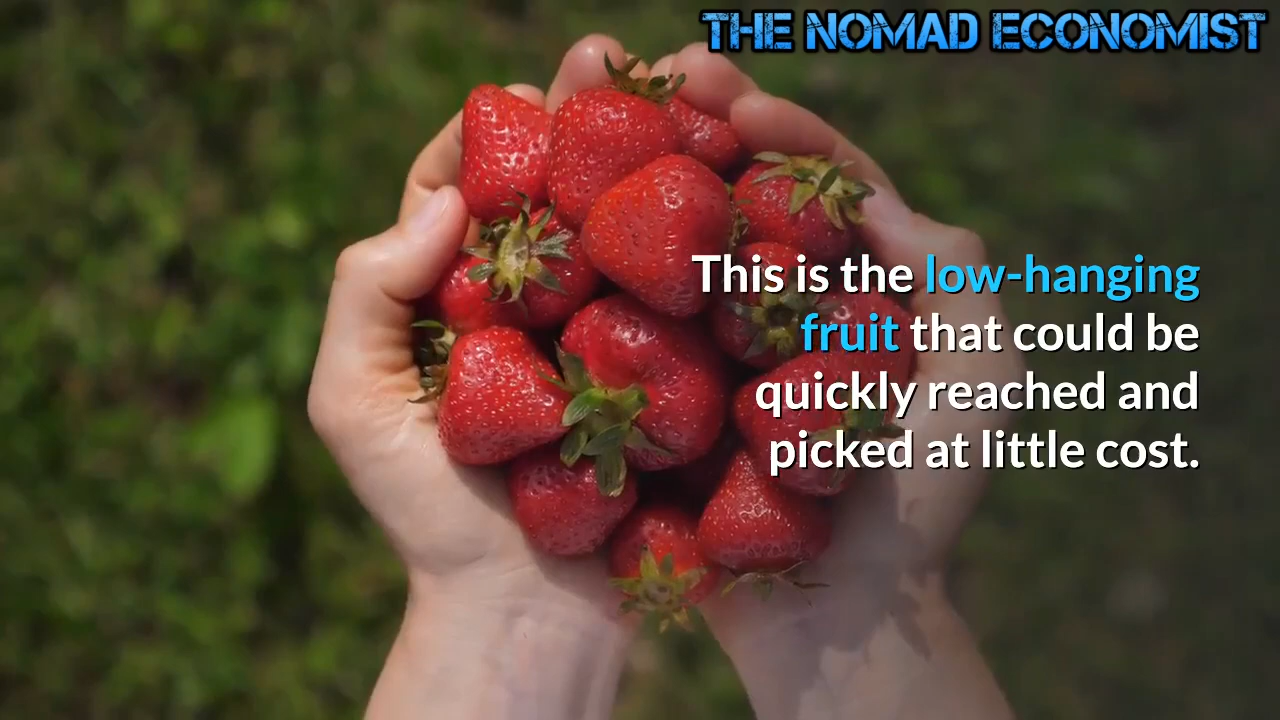 THE NOMAD ECONOMIST
This is the low-hanging
fruit that could be
quickly reached and
picked at little cost.